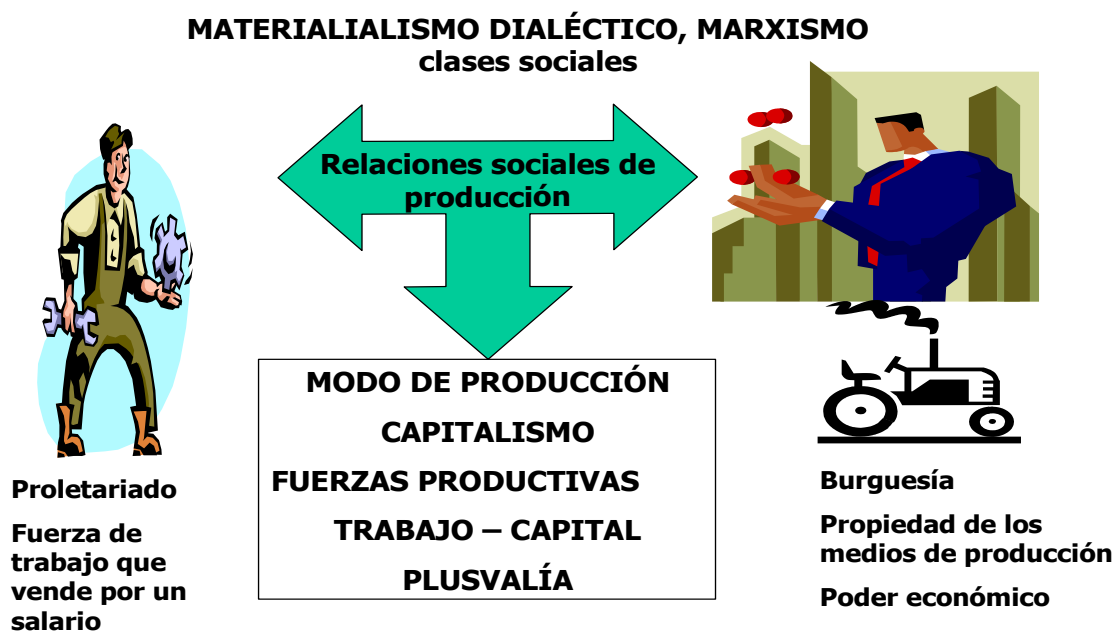 MATERIALIALISMO DIALÉCTICO, MARXISMO
clases sociales
Relaciones sociales de
producción
MODO DE PRODUCCIÓN
CAPITALISMO
FUERZAS PRODUCTIVAS
TRABAJO – CAPITAL
PLUSVALÍA
Proletariado
Fuerza de
trabajo que
vende por un
salario
Burguesía
Propiedad de los
medios de producción
Poder económico